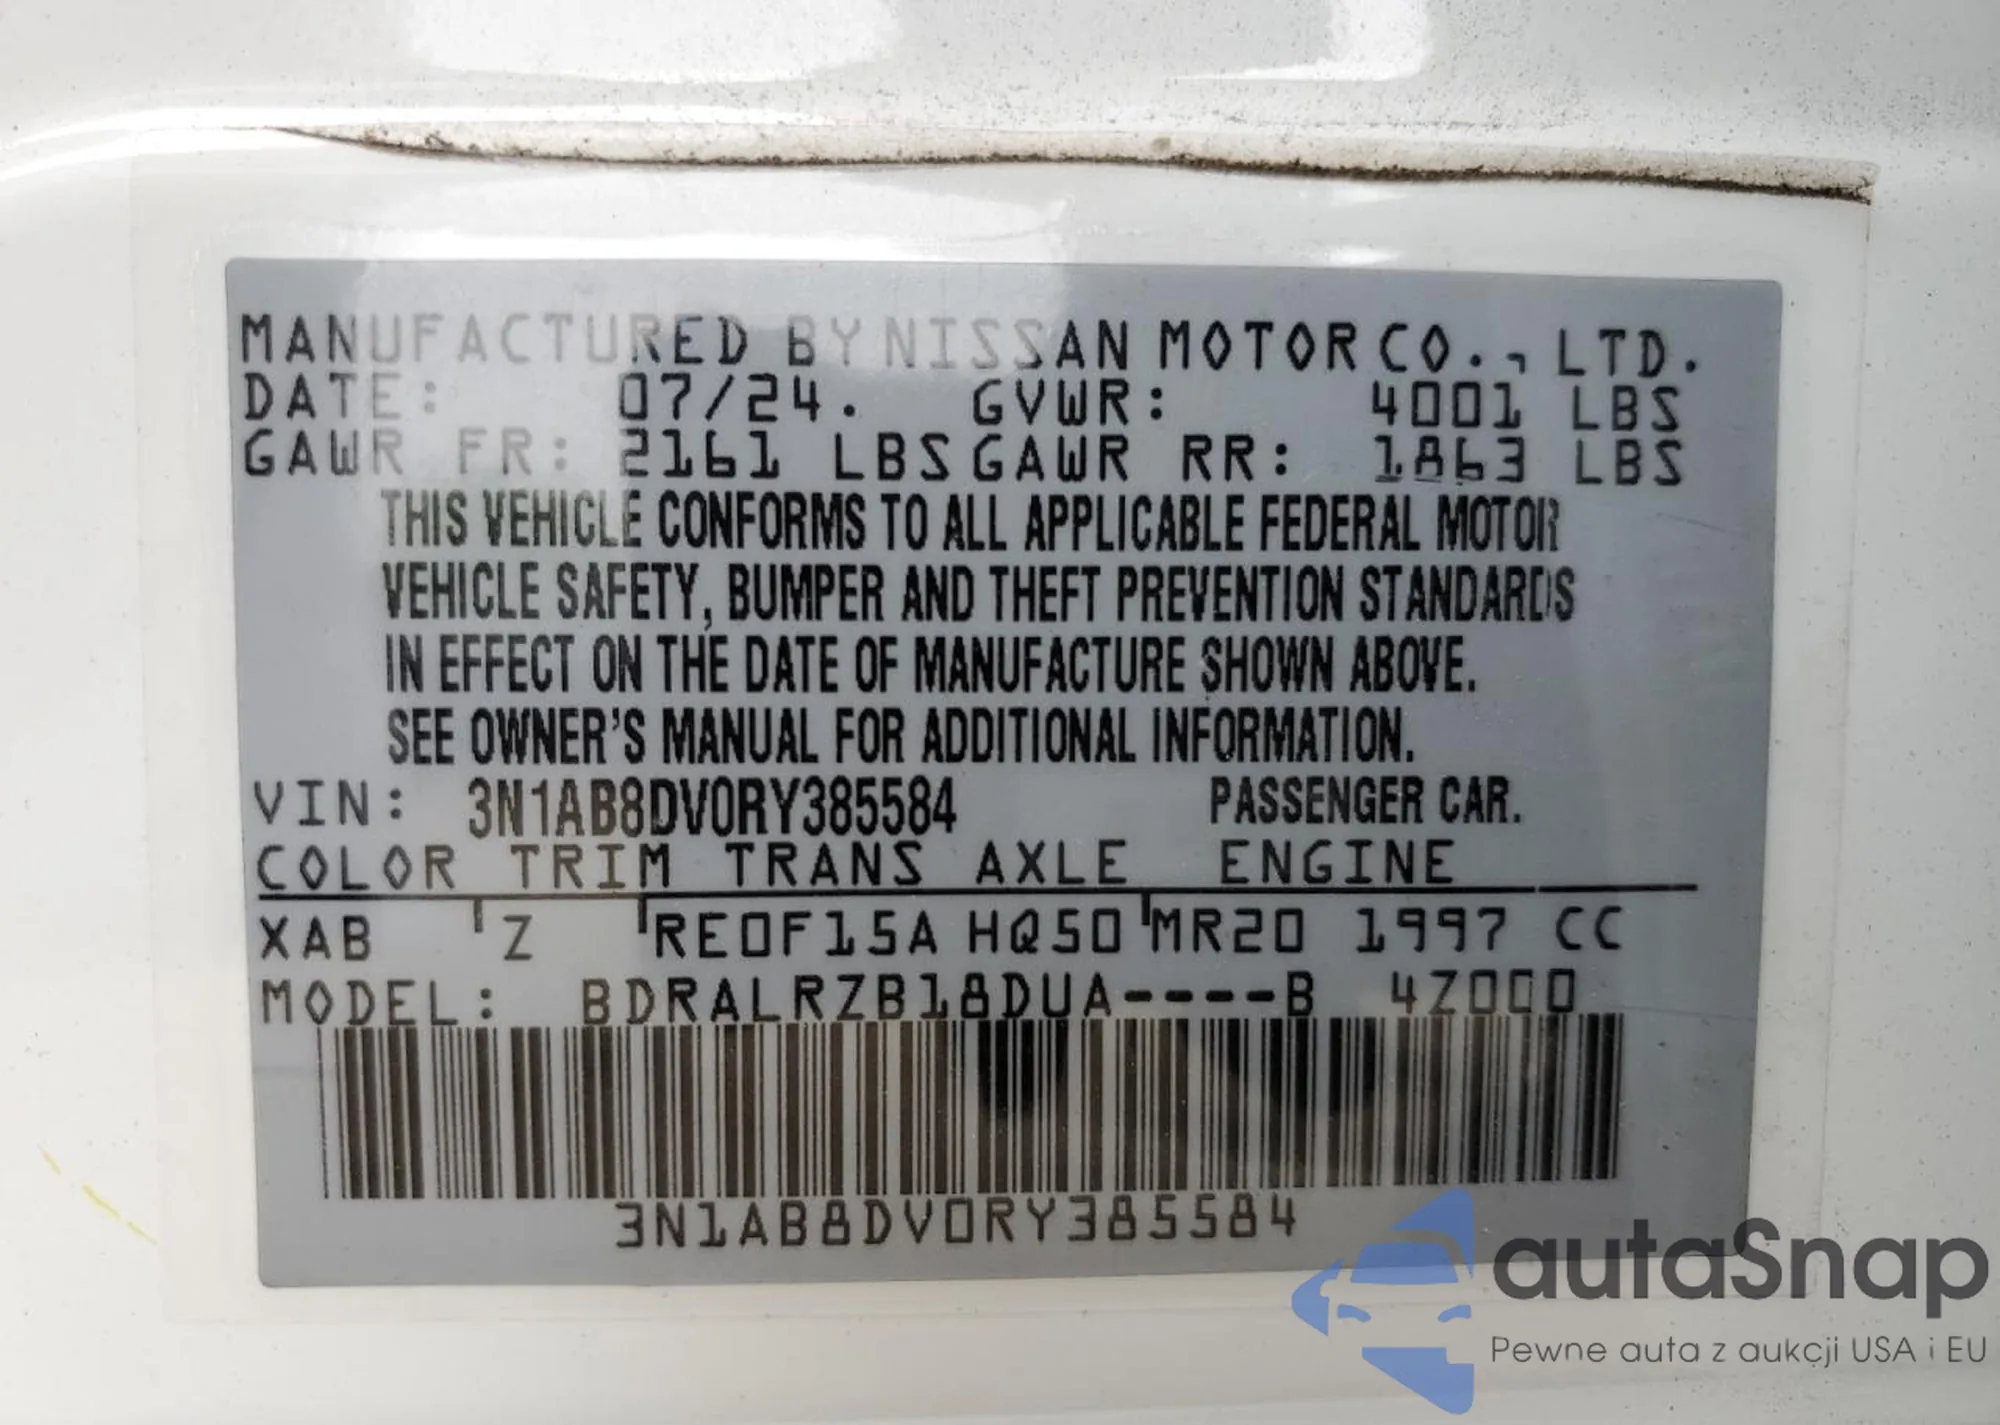 MANUFACTURED BY NISSAN MOTOR CO., LTD.
DATE: 07/24. GVWR: 4001 LBS
GAWR FR: 2161 LBS GAWR RR: 1863 LBS
THIS VEHICLE CONFORMS TO ALL APPLICABLE FEDERAL MOTOR
VEHICLE SAFETY, BUMPER AND THEFT PREVENTION STANDARDS
IN EFFECT ON THE DATE OF MANUFACTURE SHOWN ABOVE.
SEE OWNER'S MANUAL FOR ADDITIONAL INFORMATION.
VIN: 3N1AB8DV0RY385584 PASSENGER CAR.
COLOR TRIM TRANS AXLE ENGINE
XAB Z RE0F15A HQ50 MR20 1997 CC
MODEL: BDRALRZB18DUA----B 4Z000
3N1AB8DV0RY385584
autaSnap
Pewne auta z aukcji USA i EU